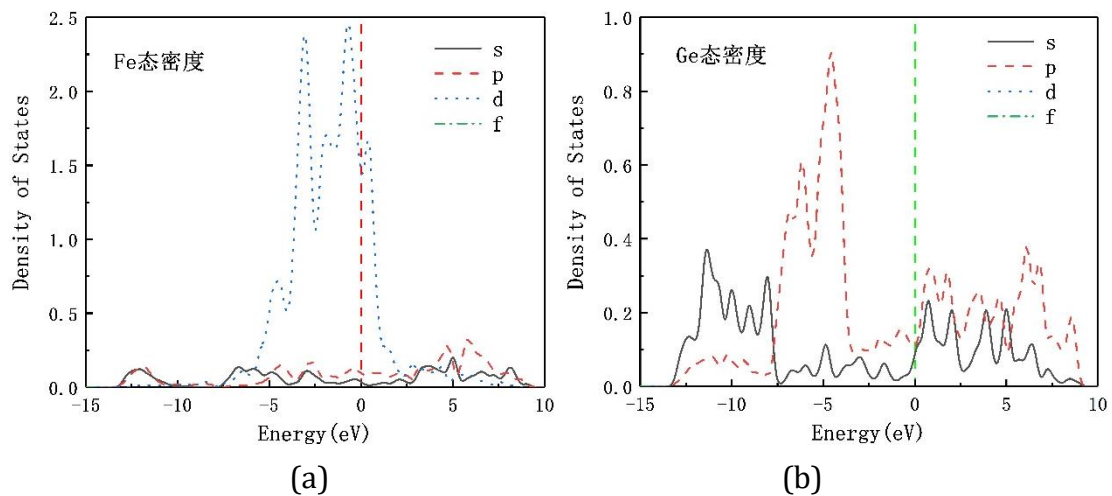 Fe态密度
s
p
d
f
2.5
2.0
1.5
1.0
0.5
0.0
-15
-10
-5
0
5
10
Density of States
Energy(eV)
(a)
Ge态密度
s
p
d
f
1.0
0.8
0.6
0.4
0.2
0.0
-15
-10
-5
0
5
10
Density of States
Energy(eV)
(b)